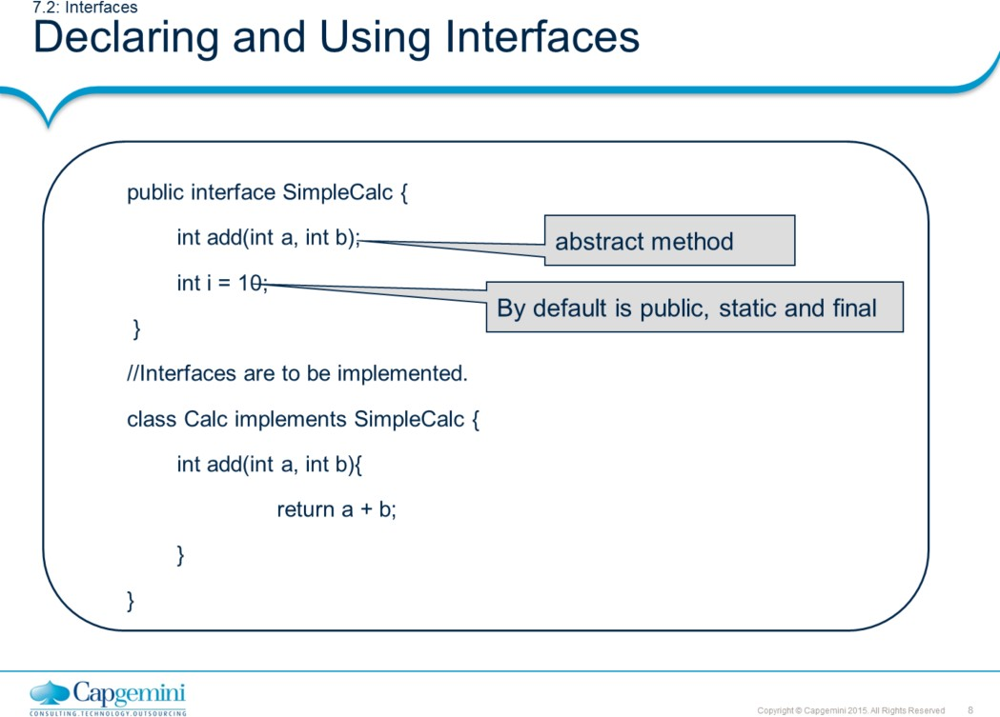 7.2: Interfaces
Declaring and Using Interfaces
public interface SimpleCalc {
int add(int a, int b);
abstract method
int i = 10;
By default is public, static and final
}
//Interfaces are to be implemented.
class Calc implements SimpleCalc {
int add(int a, int b){
return a + b;
}
}
Capgemini
CONSULTING.TECHNOLOGY.OUTSOURCING
Copyright © Capgemini 2015. All Rights Reserved 8